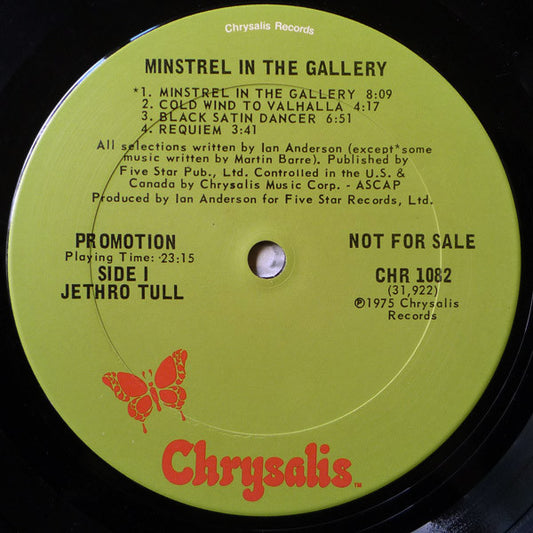 Chrysalis Records
MINSTREL IN THE GALLERY
*1. MINSTREL IN THE GALLERY 8:09
2. COLD WIND TO VALHALLA 4:17
3. BLACK SATIN DANCER 6:51
4. REQUIEM 3:41
All selections written by Ian Anderson (except*some
music written by Martin Barre). Published by
Five Star Pub., Ltd. Controlled in the U.S. &
Canada by Chrysalis Music Corp. - ASCAP
Produced by Ian Anderson for Five Star Records, Ltd.
PROMOTION
Playing Time: 23:15
SIDE I
JETHRO TULL
NOT FOR SALE
CHR 1082
(31,922)
℗1975 Chrysalis
Records
Chrysalis™